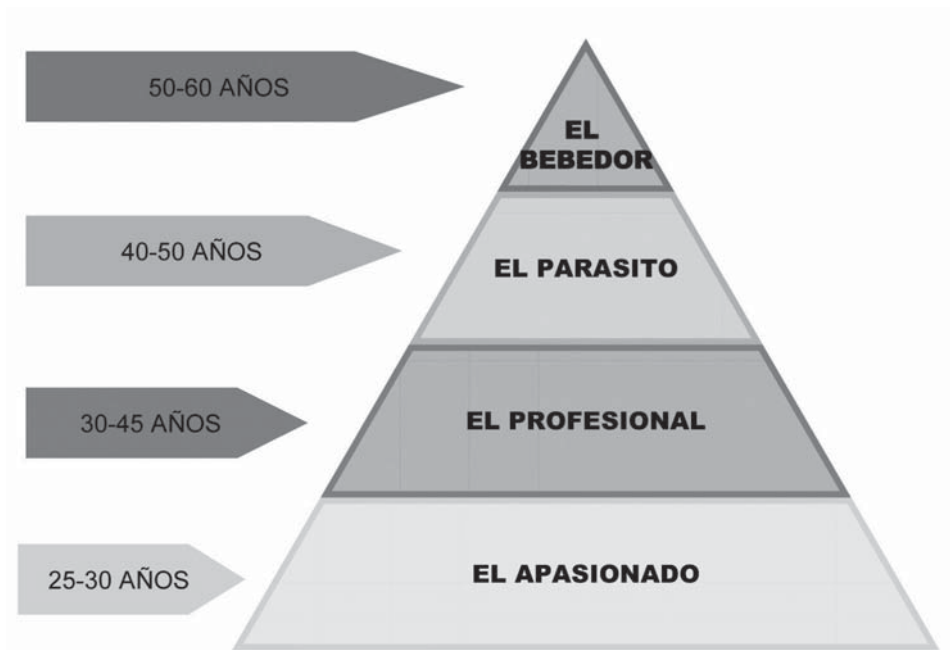 50-60 AÑOS
EL
BEBEDOR
40-50 AÑOS
EL PARASITO
30-45 AÑOS
EL PROFESIONAL
25-30 AÑOS
EL APASIONADO